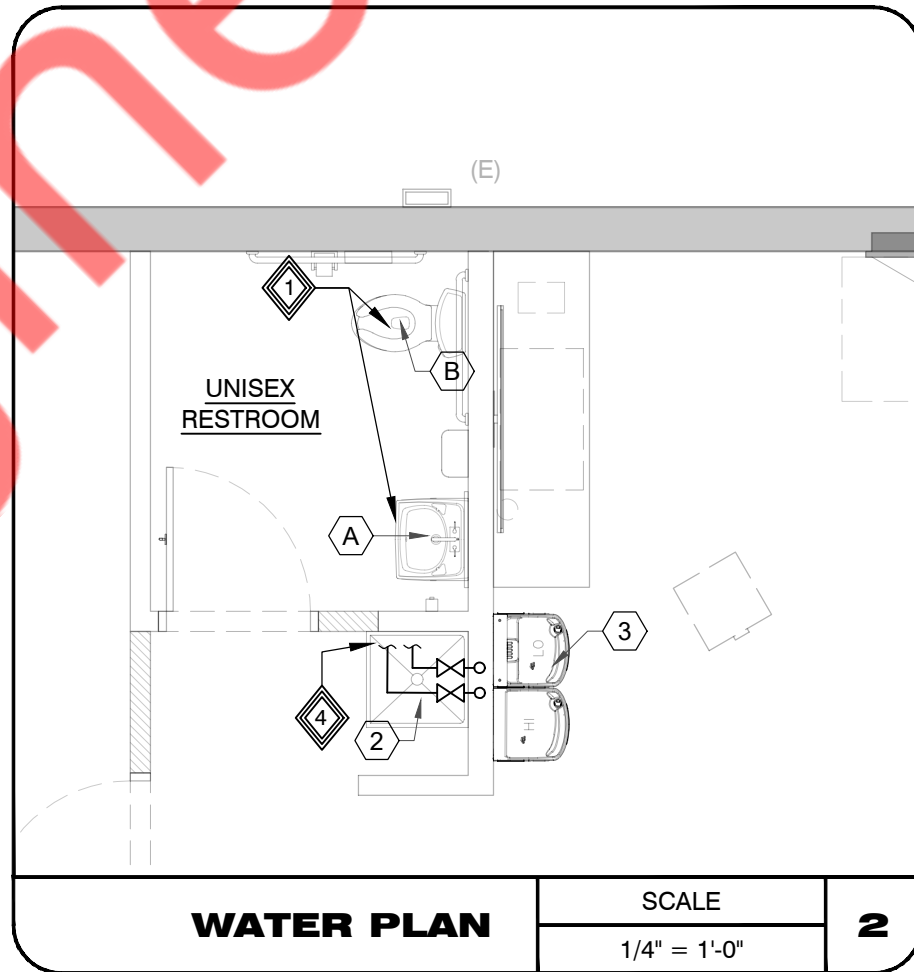 (E)
1
B
UNISEX
RESTROOM
A
3
LO
4
2
HI
WATER PLAN
SCALE
1/4" = 1'-0"
2